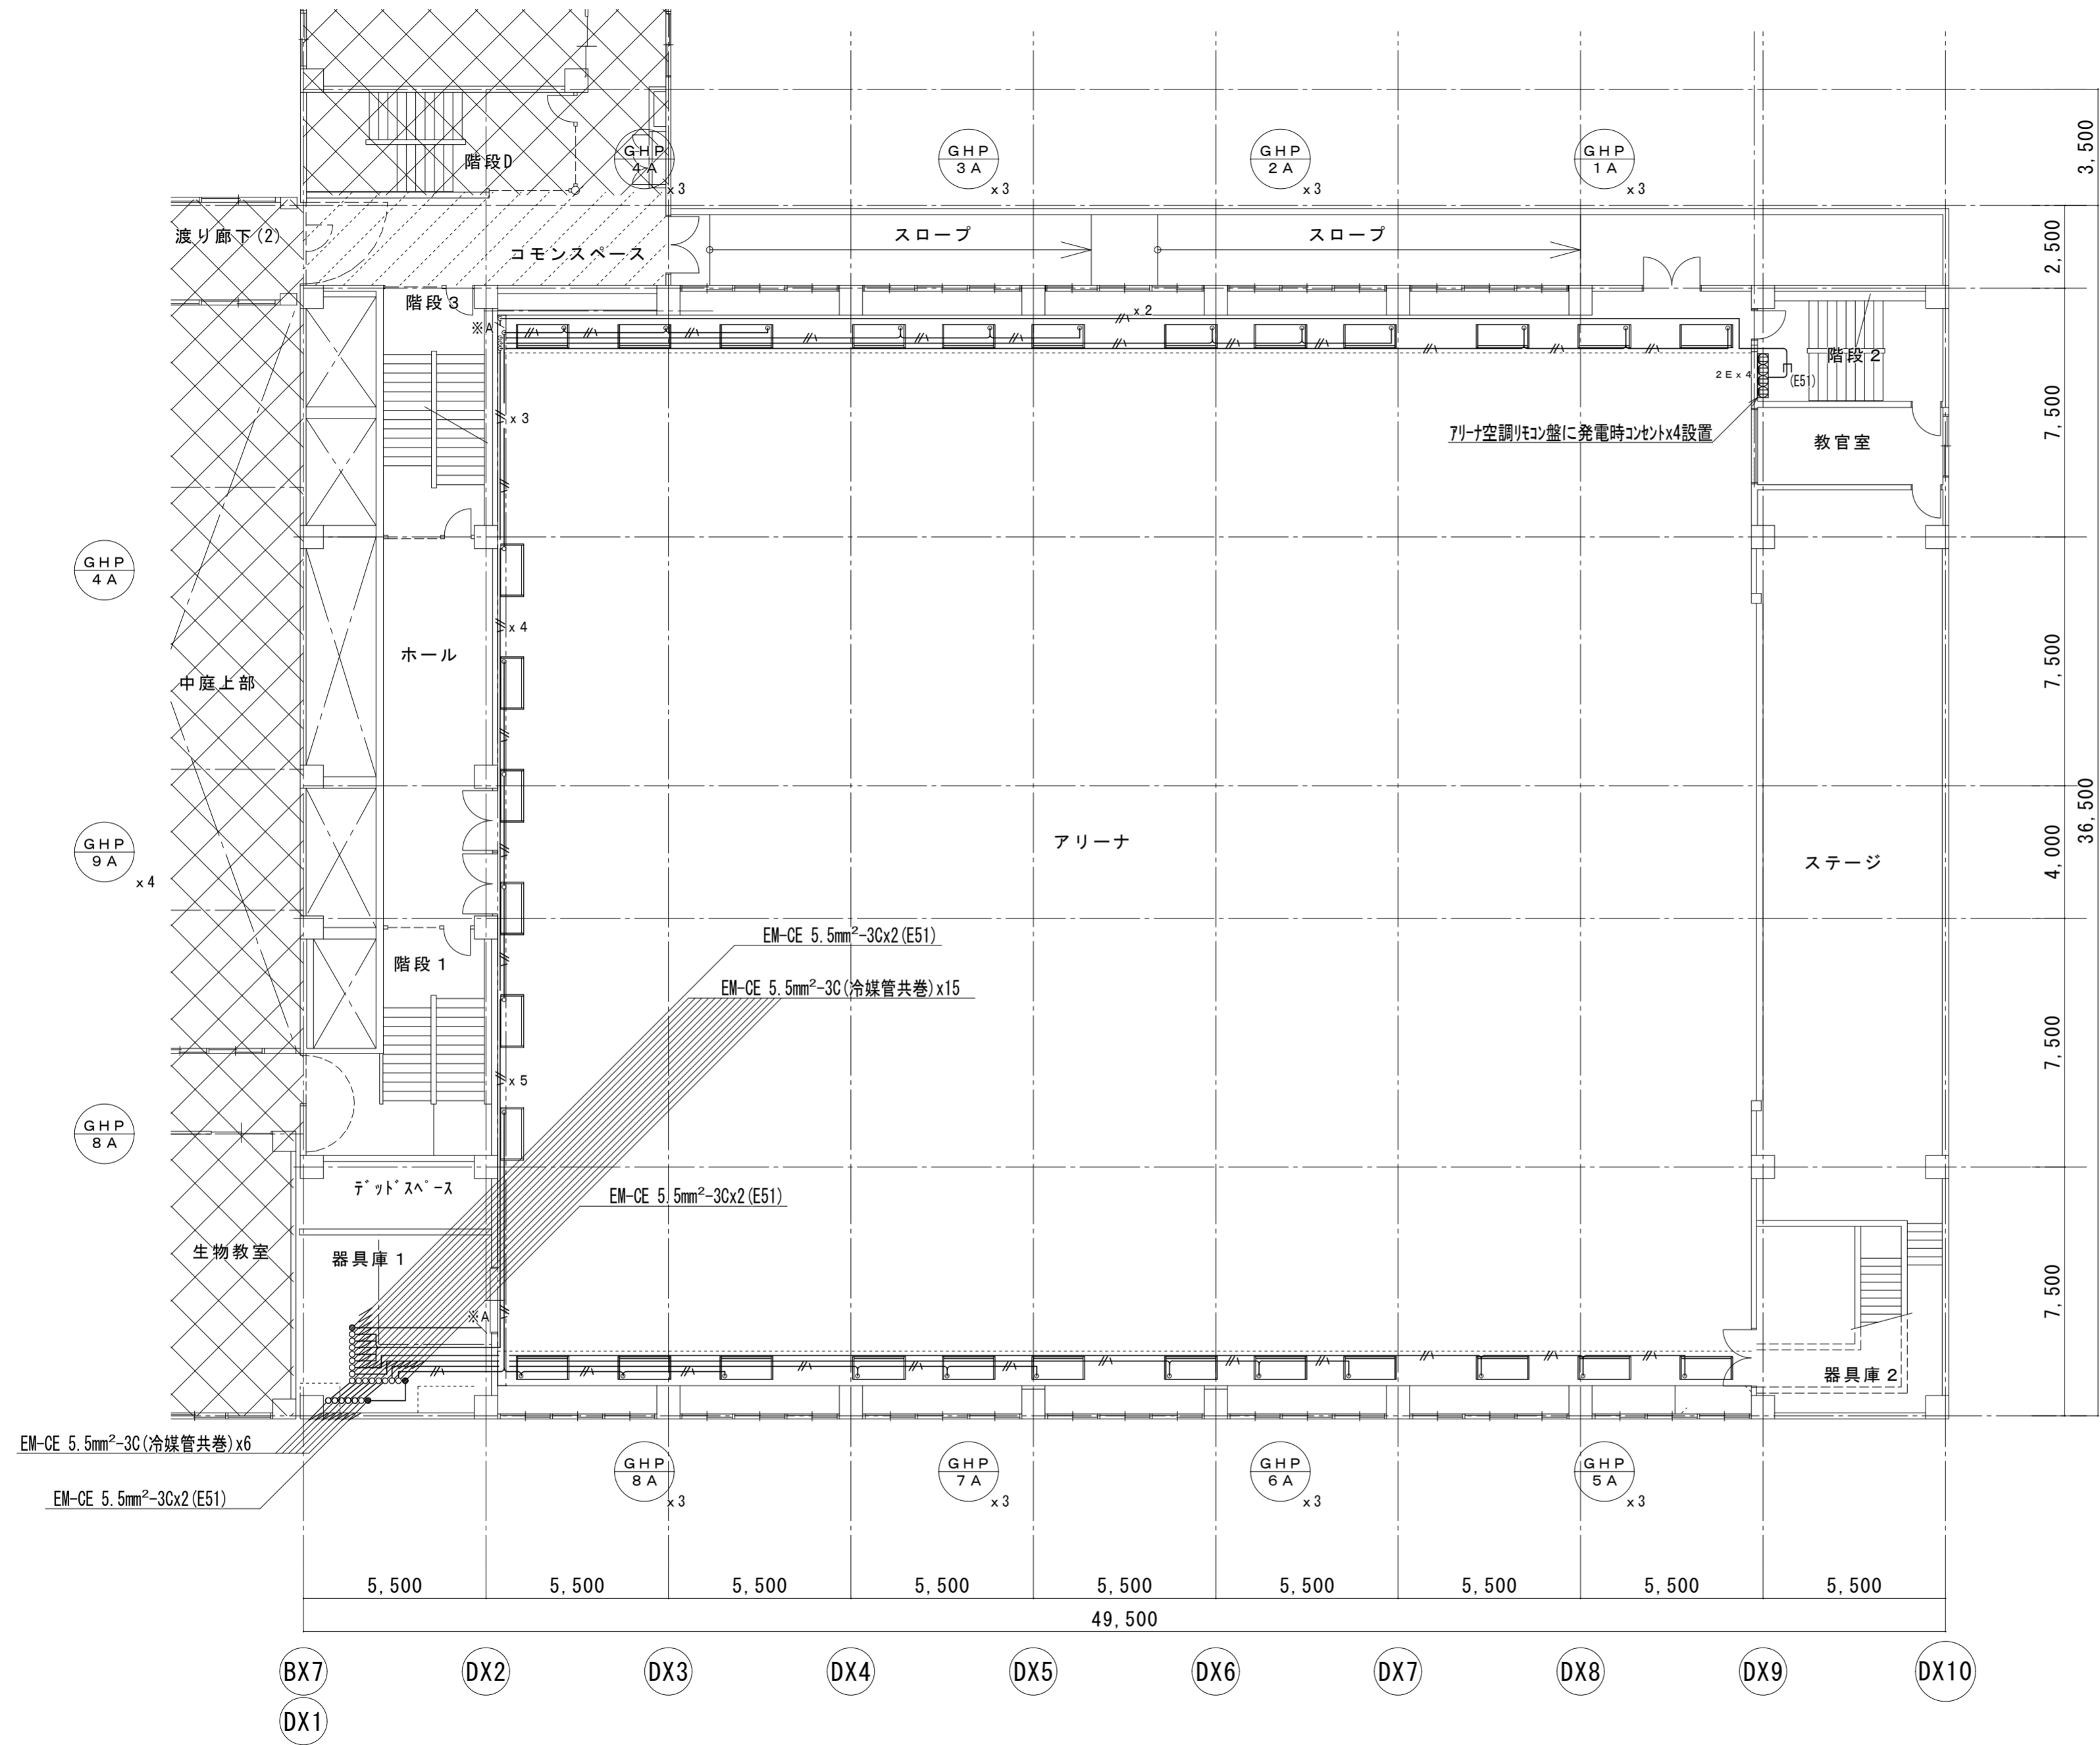 階段D
GHP
4A
x3
GHP
3A
x3
GHP
2A
x3
GHP
1A
x3
3,500
渡り廊下(2)
コモンスペース
スロープ
スロープ
2,500
階段3
※A
x2
x3
2Ex4
(E51)
階段2
ｱﾘｰﾅ空調ﾘﾓｺﾝ盤に発電時ｺﾝｾﾝﾄx4設置
教官室
7,500
GHP
4A
x4
ホール
中庭上部
7,500
36,500
GHP
9A
x4
アリーナ
ステージ
4,000
EM-CE 5.5mm²-3Cx2(E51)
階段1
EM-CE 5.5mm²-3C(冷媒管共巻)x15
7,500
x5
GHP
8A
ﾃﾞｯﾄﾞｽﾍﾟｰｽ
EM-CE 5.5mm²-3Cx2(E51)
生物教室
器具庫1
7,500
※A
器具庫2
EM-CE 5.5mm²-3C(冷媒管共巻)x6
EM-CE 5.5mm²-3Cx2(E51)
GHP
8A
x3
GHP
7A
x3
GHP
6A
x3
GHP
5A
x3
5,500 5,500 5,500 5,500 5,500 5,500 5,500 5,500 5,500
49,500
BX7 DX2 DX3 DX4 DX5 DX6 DX7 DX8 DX9 DX10
DX1